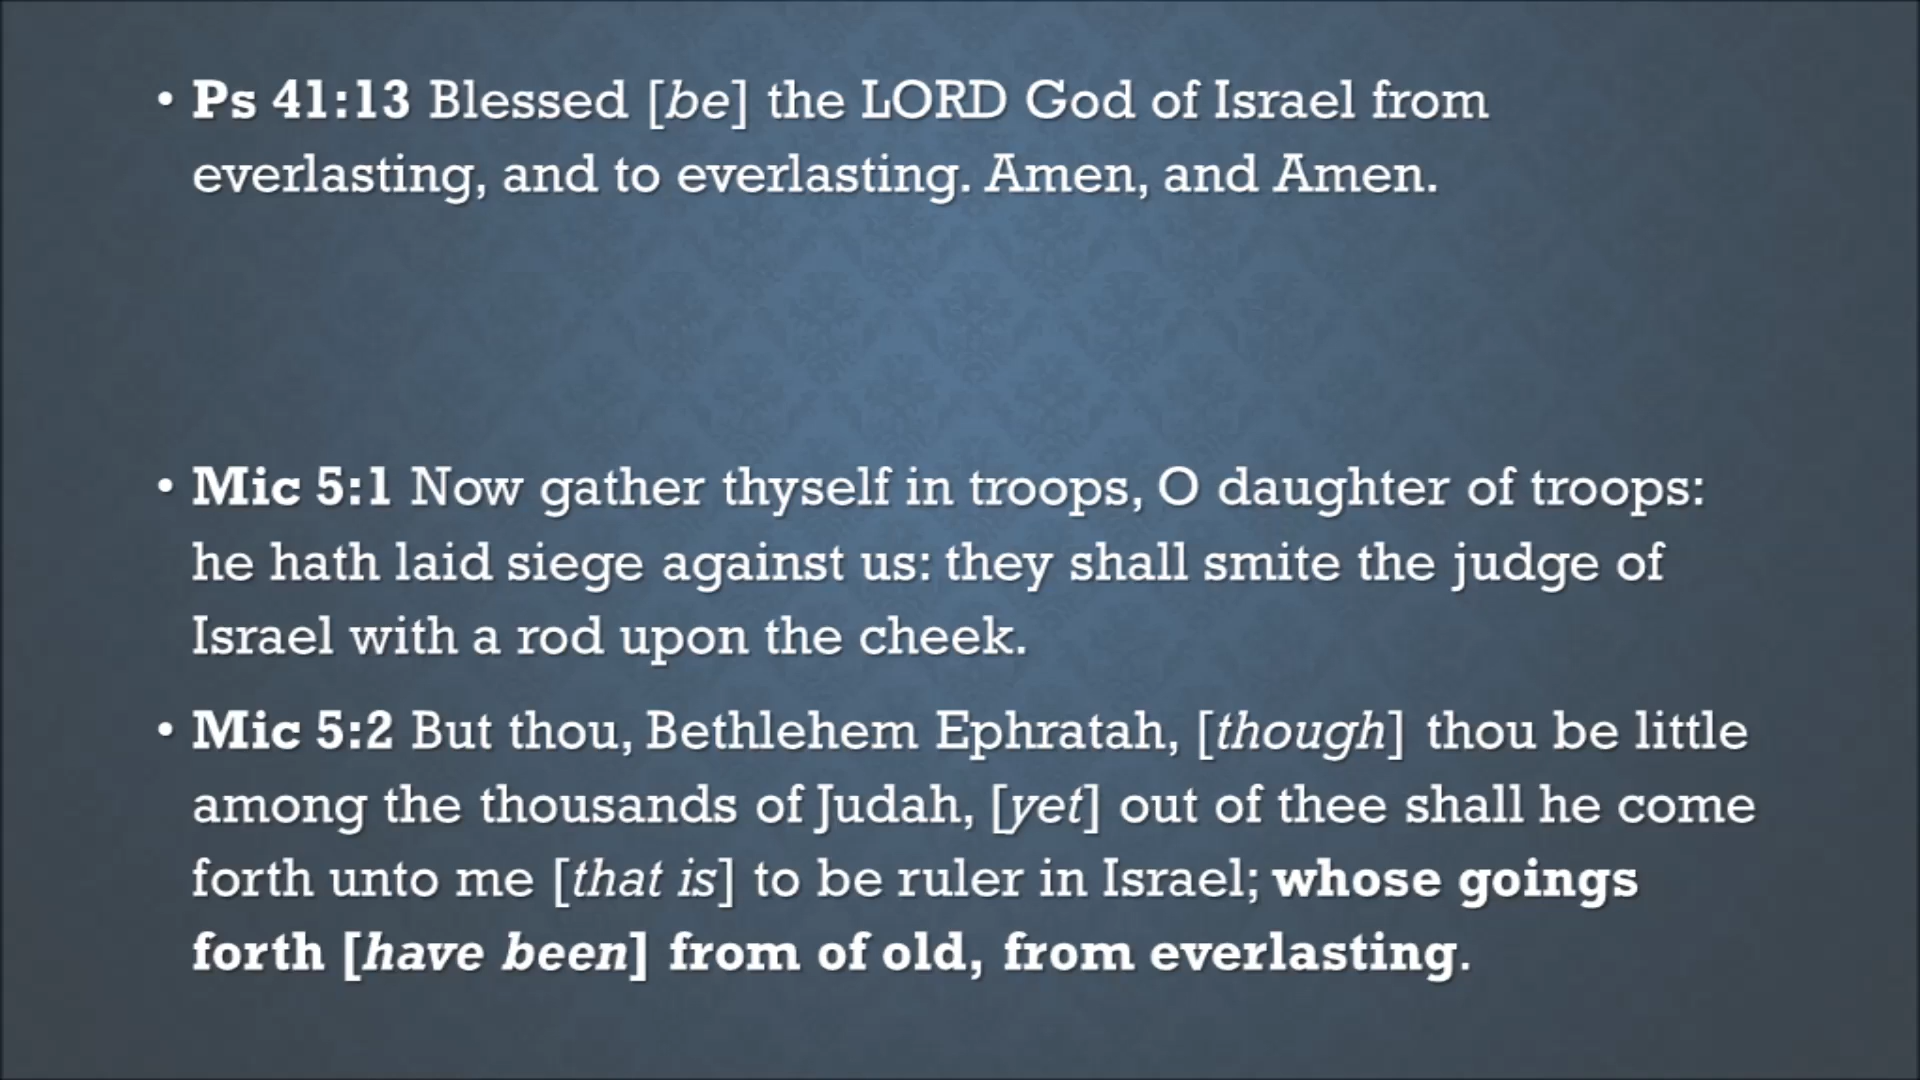 • Ps 41:13 Blessed [be] the LORD God of Israel from
everlasting, and to everlasting. Amen, and Amen.
• Mic 5:1 Now gather thyself in troops, O daughter of troops:
he hath laid siege against us: they shall smite the judge of
Israel with a rod upon the cheek.
• Mic 5:2 But thou, Bethlehem Ephratah, [though] thou be little
among the thousands of Judah, [yet] out of thee shall he come
forth unto me [that is] to be ruler in Israel; whose goings
forth [have been] from of old, from everlasting.